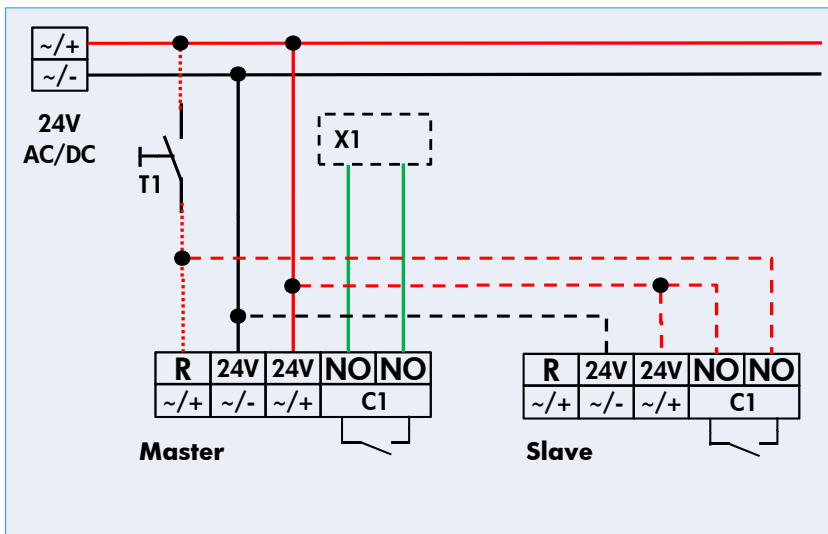 ~/+
~/-
24V
AC/DC
T1
X1
R 24V 24V NO NO
~/+ ~/- ~/+ C1
Master
R 24V 24V NO NO
~/+ ~/- ~/+ C1
Slave